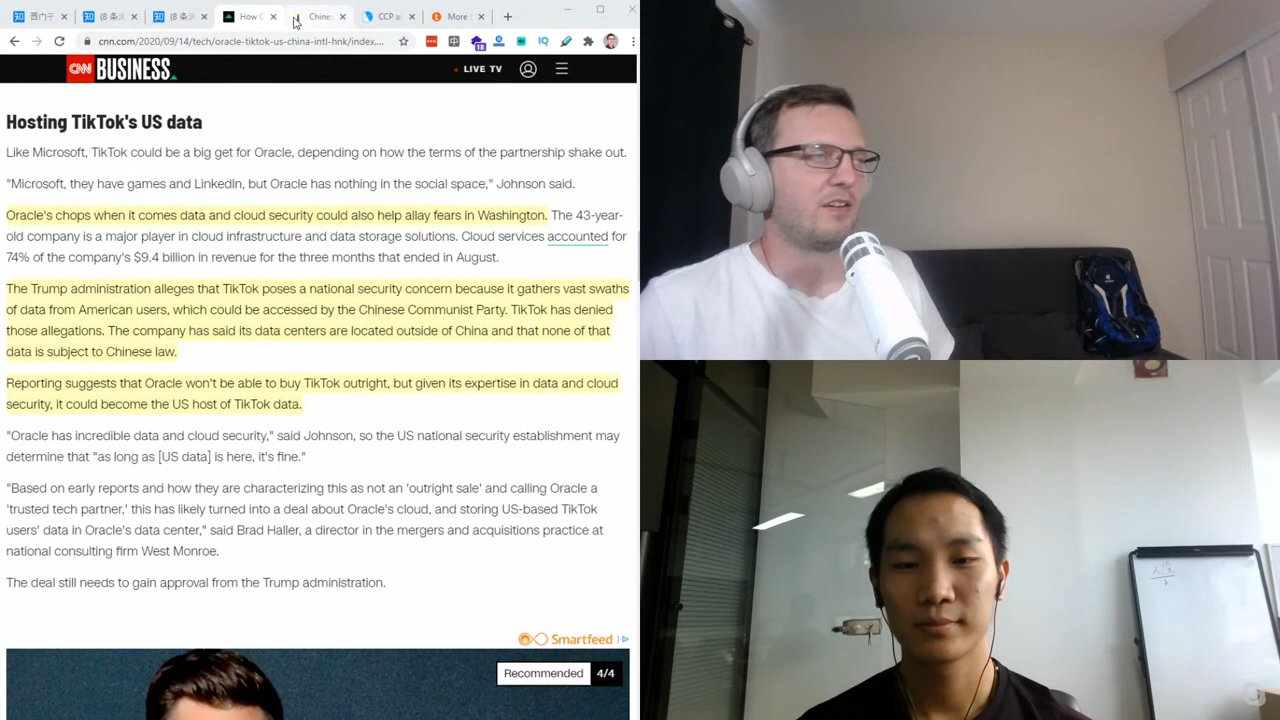 西门子
(8 条消
(8 条消
How C
Chines
CCP a
More |
cnn.com/2020/09/14/tech/oracle-tiktok-us-china-intl-hnk/index....
18
IQ
CNN BUSINESS
LIVE TV
Hosting TikTok's US data
Like Microsoft, TikTok could be a big get for Oracle, depending on how the terms of the partnership shake out.
"Microsoft, they have games and LinkedIn, but Oracle has nothing in the social space," Johnson said.
Oracle's chops when it comes data and cloud security could also help allay fears in Washington. The 43-year-
old company is a major player in cloud infrastructure and data storage solutions. Cloud services accounted for
74% of the company's $9.4 billion in revenue for the three months that ended in August.
The Trump administration alleges that TikTok poses a national security concern because it gathers vast swaths
of data from American users, which could be accessed by the Chinese Communist Party. TikTok has denied
those allegations. The company has said its data centers are located outside of China and that none of that
data is subject to Chinese law.
Reporting suggests that Oracle won't be able to buy TikTok outright, but given its expertise in data and cloud
security, it could become the US host of TikTok data.
"Oracle has incredible data and cloud security," said Johnson, so the US national security establishment may
determine that "as long as [US data] is here, it's fine."
"Based on early reports and how they are characterizing this as not an 'outright sale' and calling Oracle a
'trusted tech partner,' this has likely turned into a deal about Oracle's cloud, and storing US-based TikTok
users' data in Oracle's data center," said Brad Haller, a director in the mergers and acquisitions practice at
national consulting firm West Monroe.
The deal still needs to gain approval from the Trump administration.
Smartfeed
Recommended 4/4